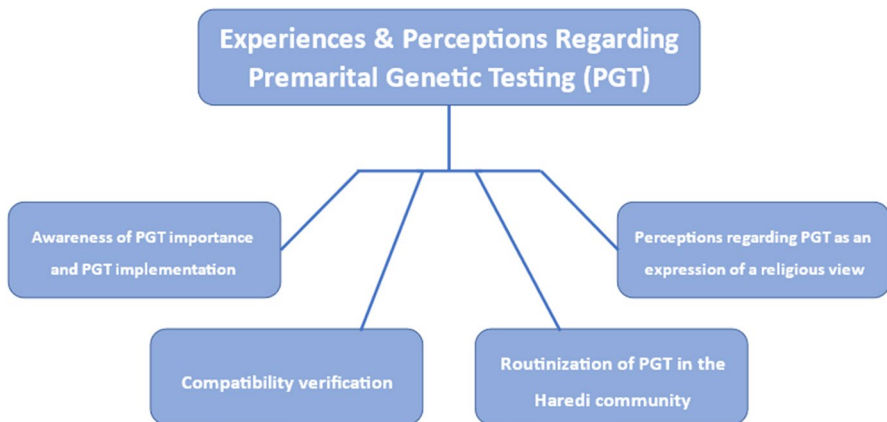 Experiences & Perceptions Regarding
Premarital Genetic Testing (PGT)
Awareness of PGT importance
and PGT implementation
Perceptions regarding PGT as an
expression of a religious view
Compatibility verification
Routinization of PGT in the
Haredi community